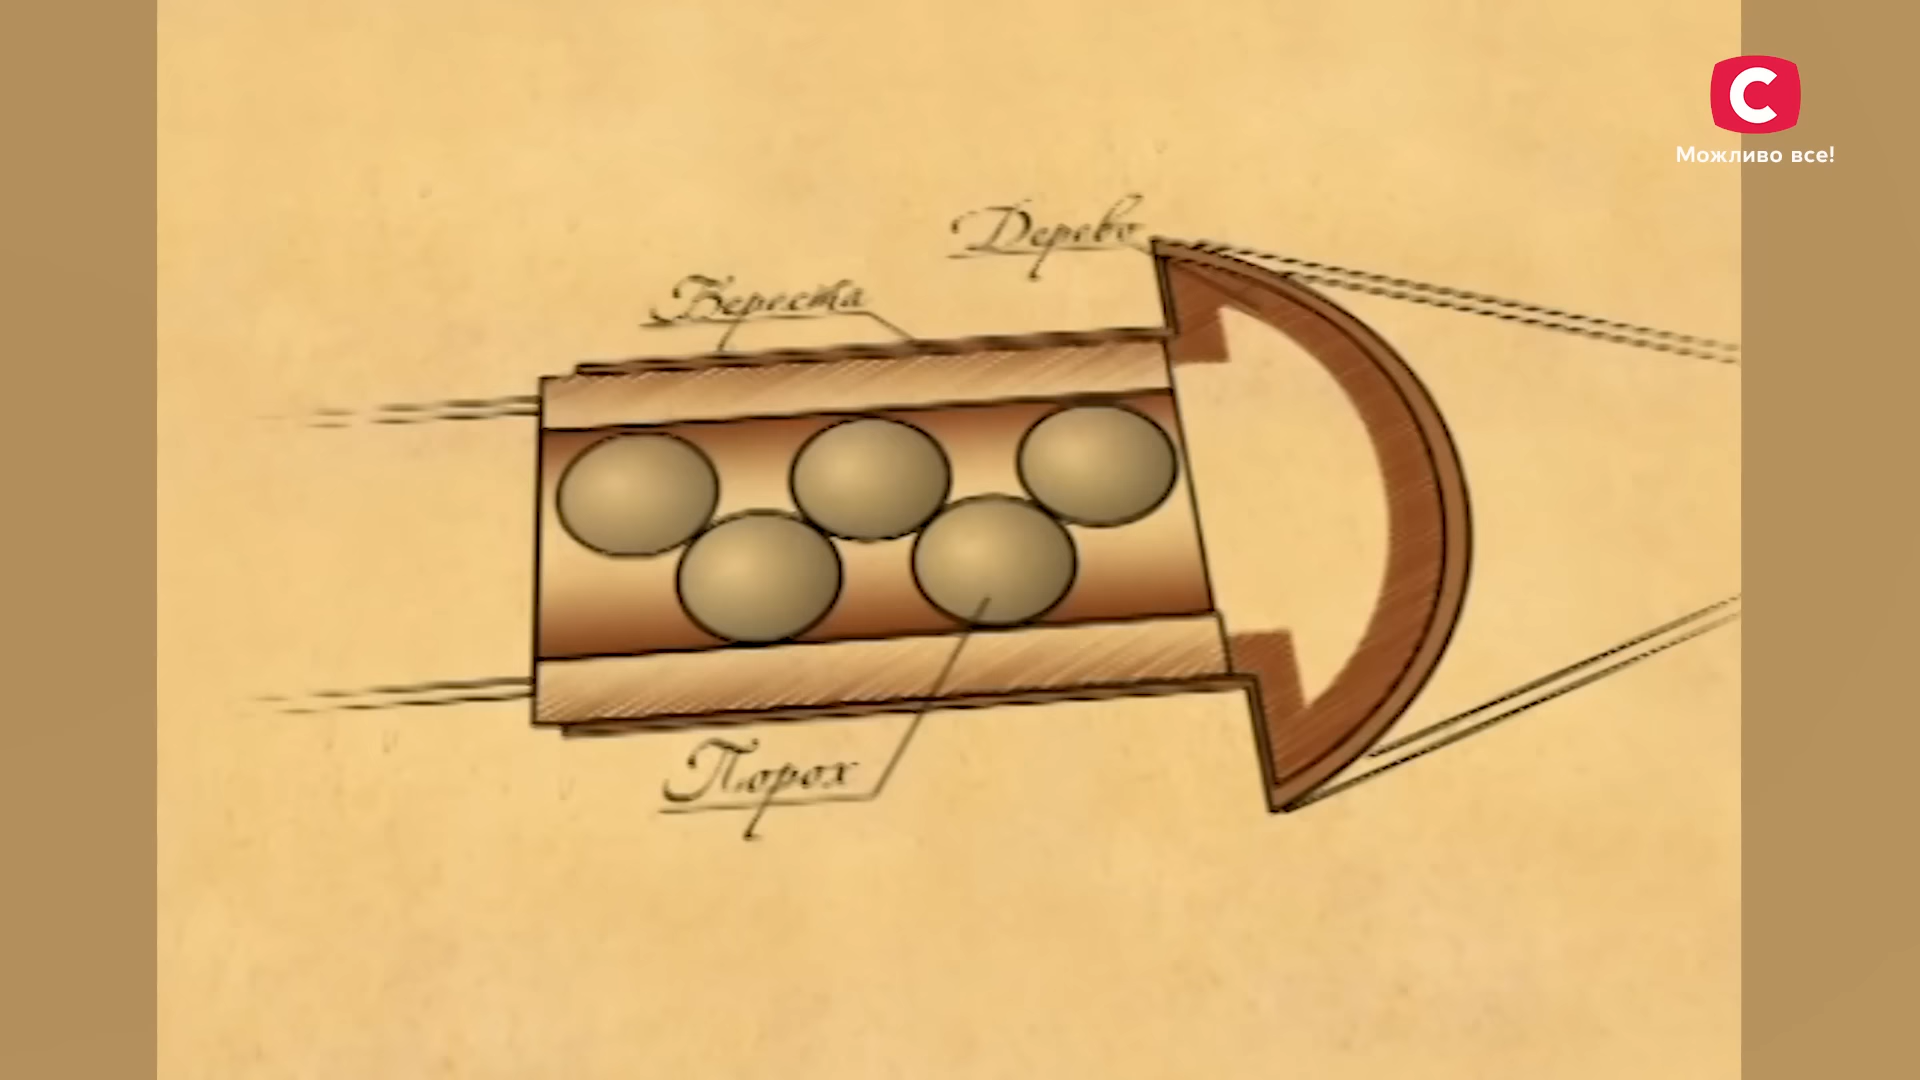 С
Можливо все!
Дерево
Береста
Порох